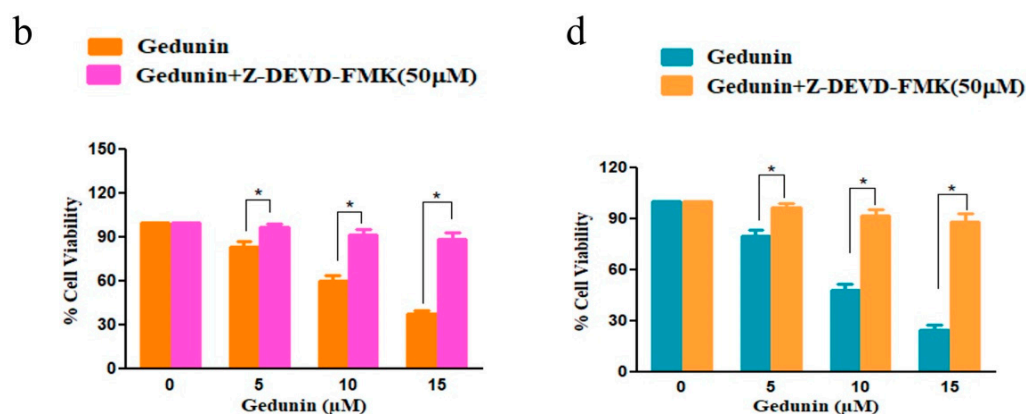 b
Gedunin
Gedunin+Z-DEVD-FMK(50μM)
% Cell Viability
150
120
90
60
30
0
* * *
0 5 10 15
Gedunin (μM)
d
Gedunin
Gedunin+Z-DEVD-FMK(50μM)
% Cell Viability
120
90
60
30
0
* * *
0 5 10 15
Gedunin (μM)